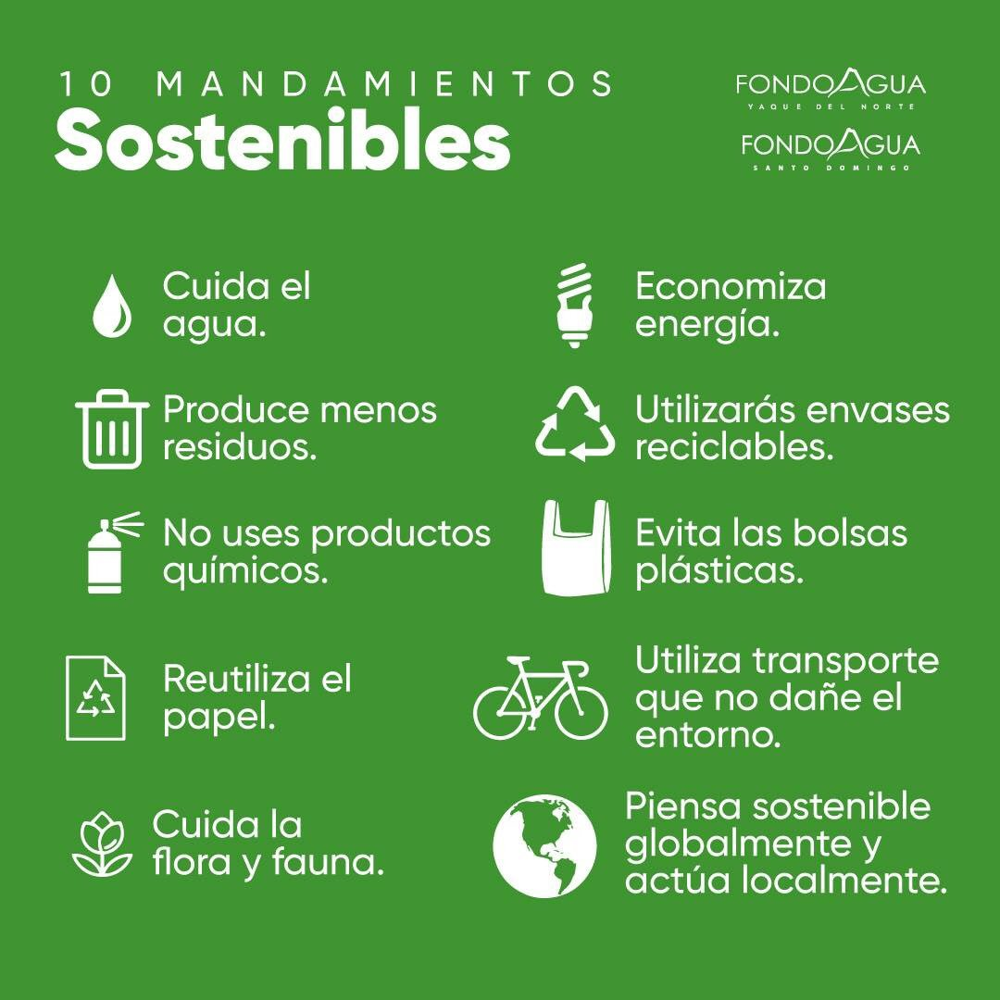 10 MANDAMIENTOS
Sostenibles
FONDOAGUA
YAQUE DEL NORTE
FONDOAGUA
SANTO DOMINGO
Cuida el
agua.
Economiza
energía.
Produce menos
residuos.
Utilizarás envases
reciclables.
No uses productos
químicos.
Evita las bolsas
plásticas.
Reutiliza el
papel.
Utiliza transporte
que no dañe el
entorno.
Cuida la
flora y fauna.
Piensa sostenible
globalmente y
actúa localmente.